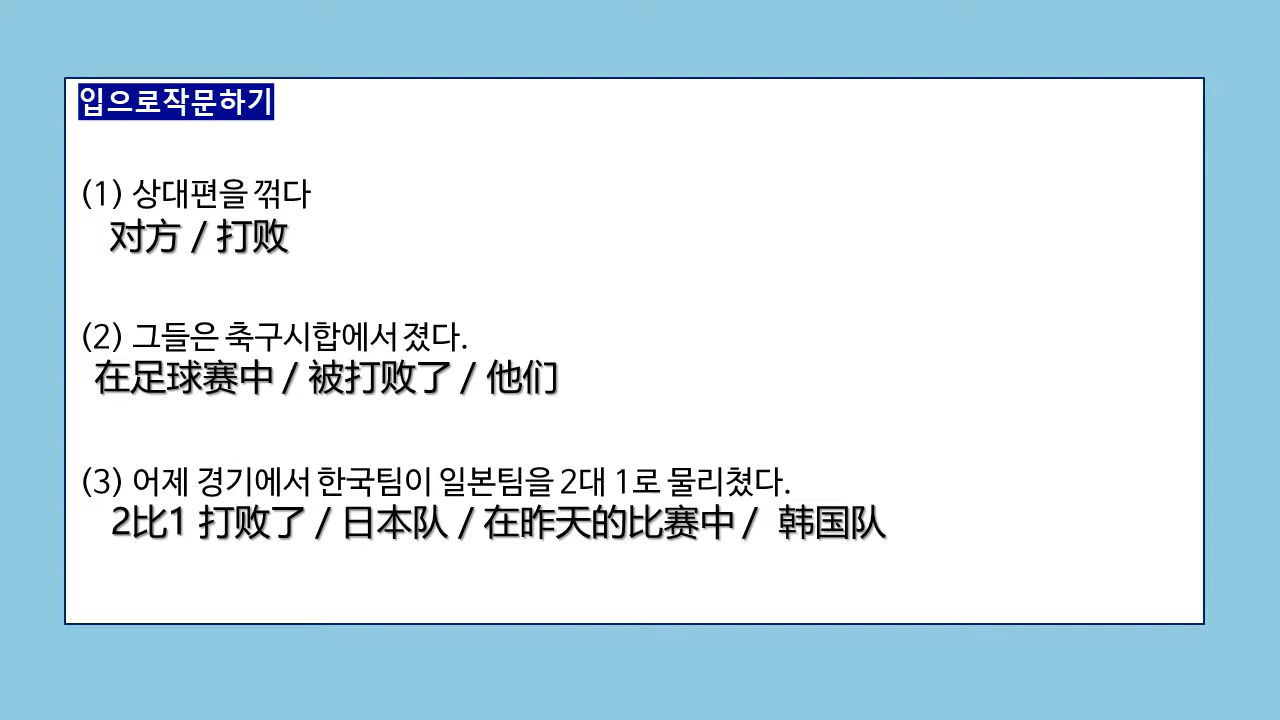 입으로작문하기
(1) 상대편을 꺾다
对方 / 打败
(2) 그들은 축구시합에서 졌다.
在足球赛中 / 被打败了 / 他们
(3) 어제 경기에서 한국팀이 일본팀을 2대 1로 물리쳤다.
2比1 打败了 / 日本队 / 在昨天的比赛中 / 韩国队